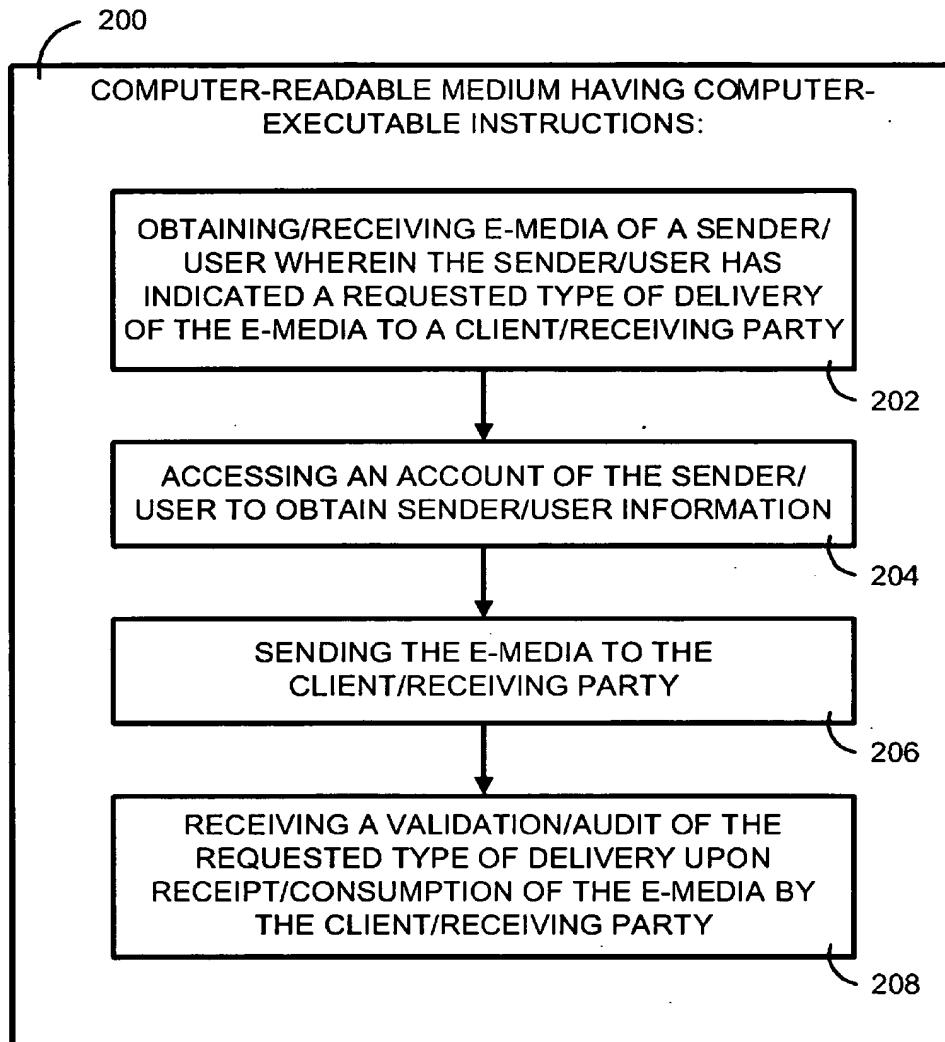 200
COMPUTER-READABLE MEDIUM HAVING COMPUTER-
EXECUTABLE INSTRUCTIONS:
OBTAINING/RECEIVING E-MEDIA OF A SENDER/
USER WHEREIN THE SENDER/USER HAS
INDICATED A REQUESTED TYPE OF DELIVERY
OF THE E-MEDIA TO A CLIENT/RECEIVING PARTY
202
ACCESSING AN ACCOUNT OF THE SENDER/
USER TO OBTAIN SENDER/USER INFORMATION
204
SENDING THE E-MEDIA TO THE
CLIENT/RECEIVING PARTY
206
RECEIVING A VALIDATION/AUDIT OF THE
REQUESTED TYPE OF DELIVERY UPON
RECEIPT/CONSUMPTION OF THE E-MEDIA BY
THE CLIENT/RECEIVING PARTY
208